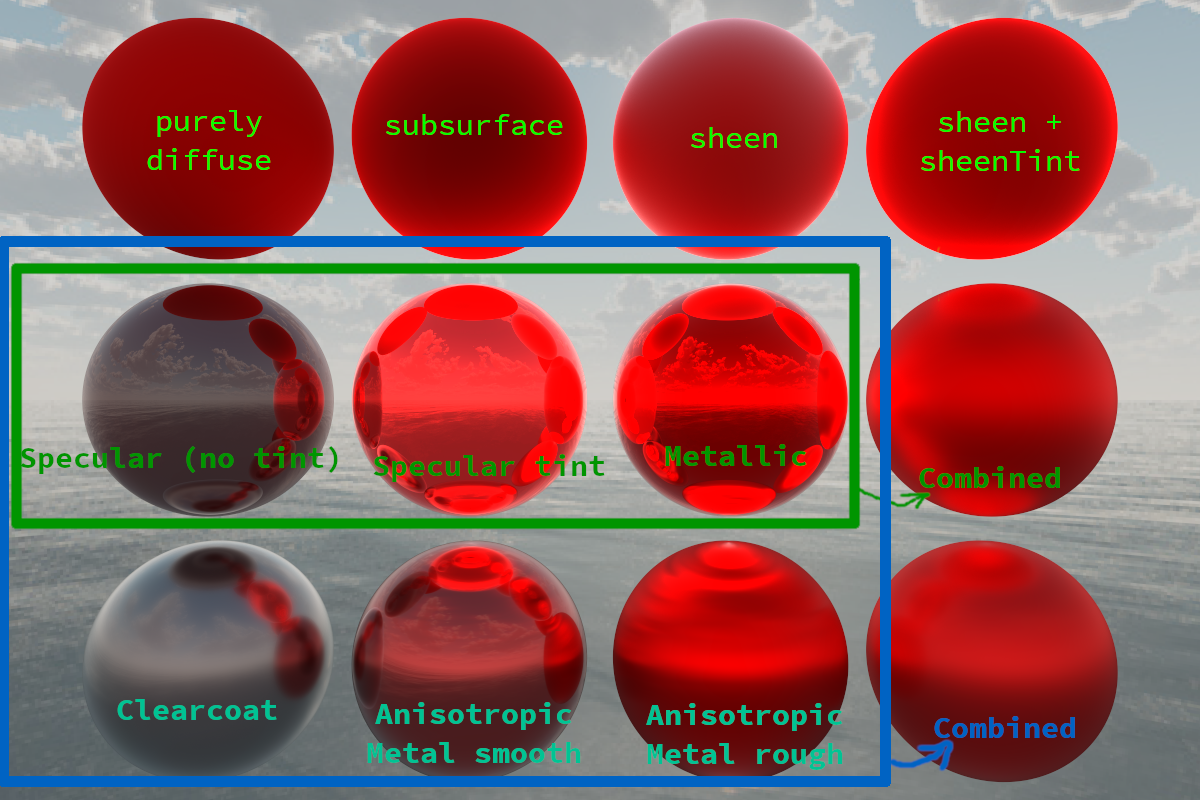 purely
diffuse
subsurface
sheen
sheen +
sheenTint
Specular (no tint)
Specular tint
Metallic
Combined
Clearcoat
Anisotropic
Metal smooth
Anisotropic
Metal rough
Combined